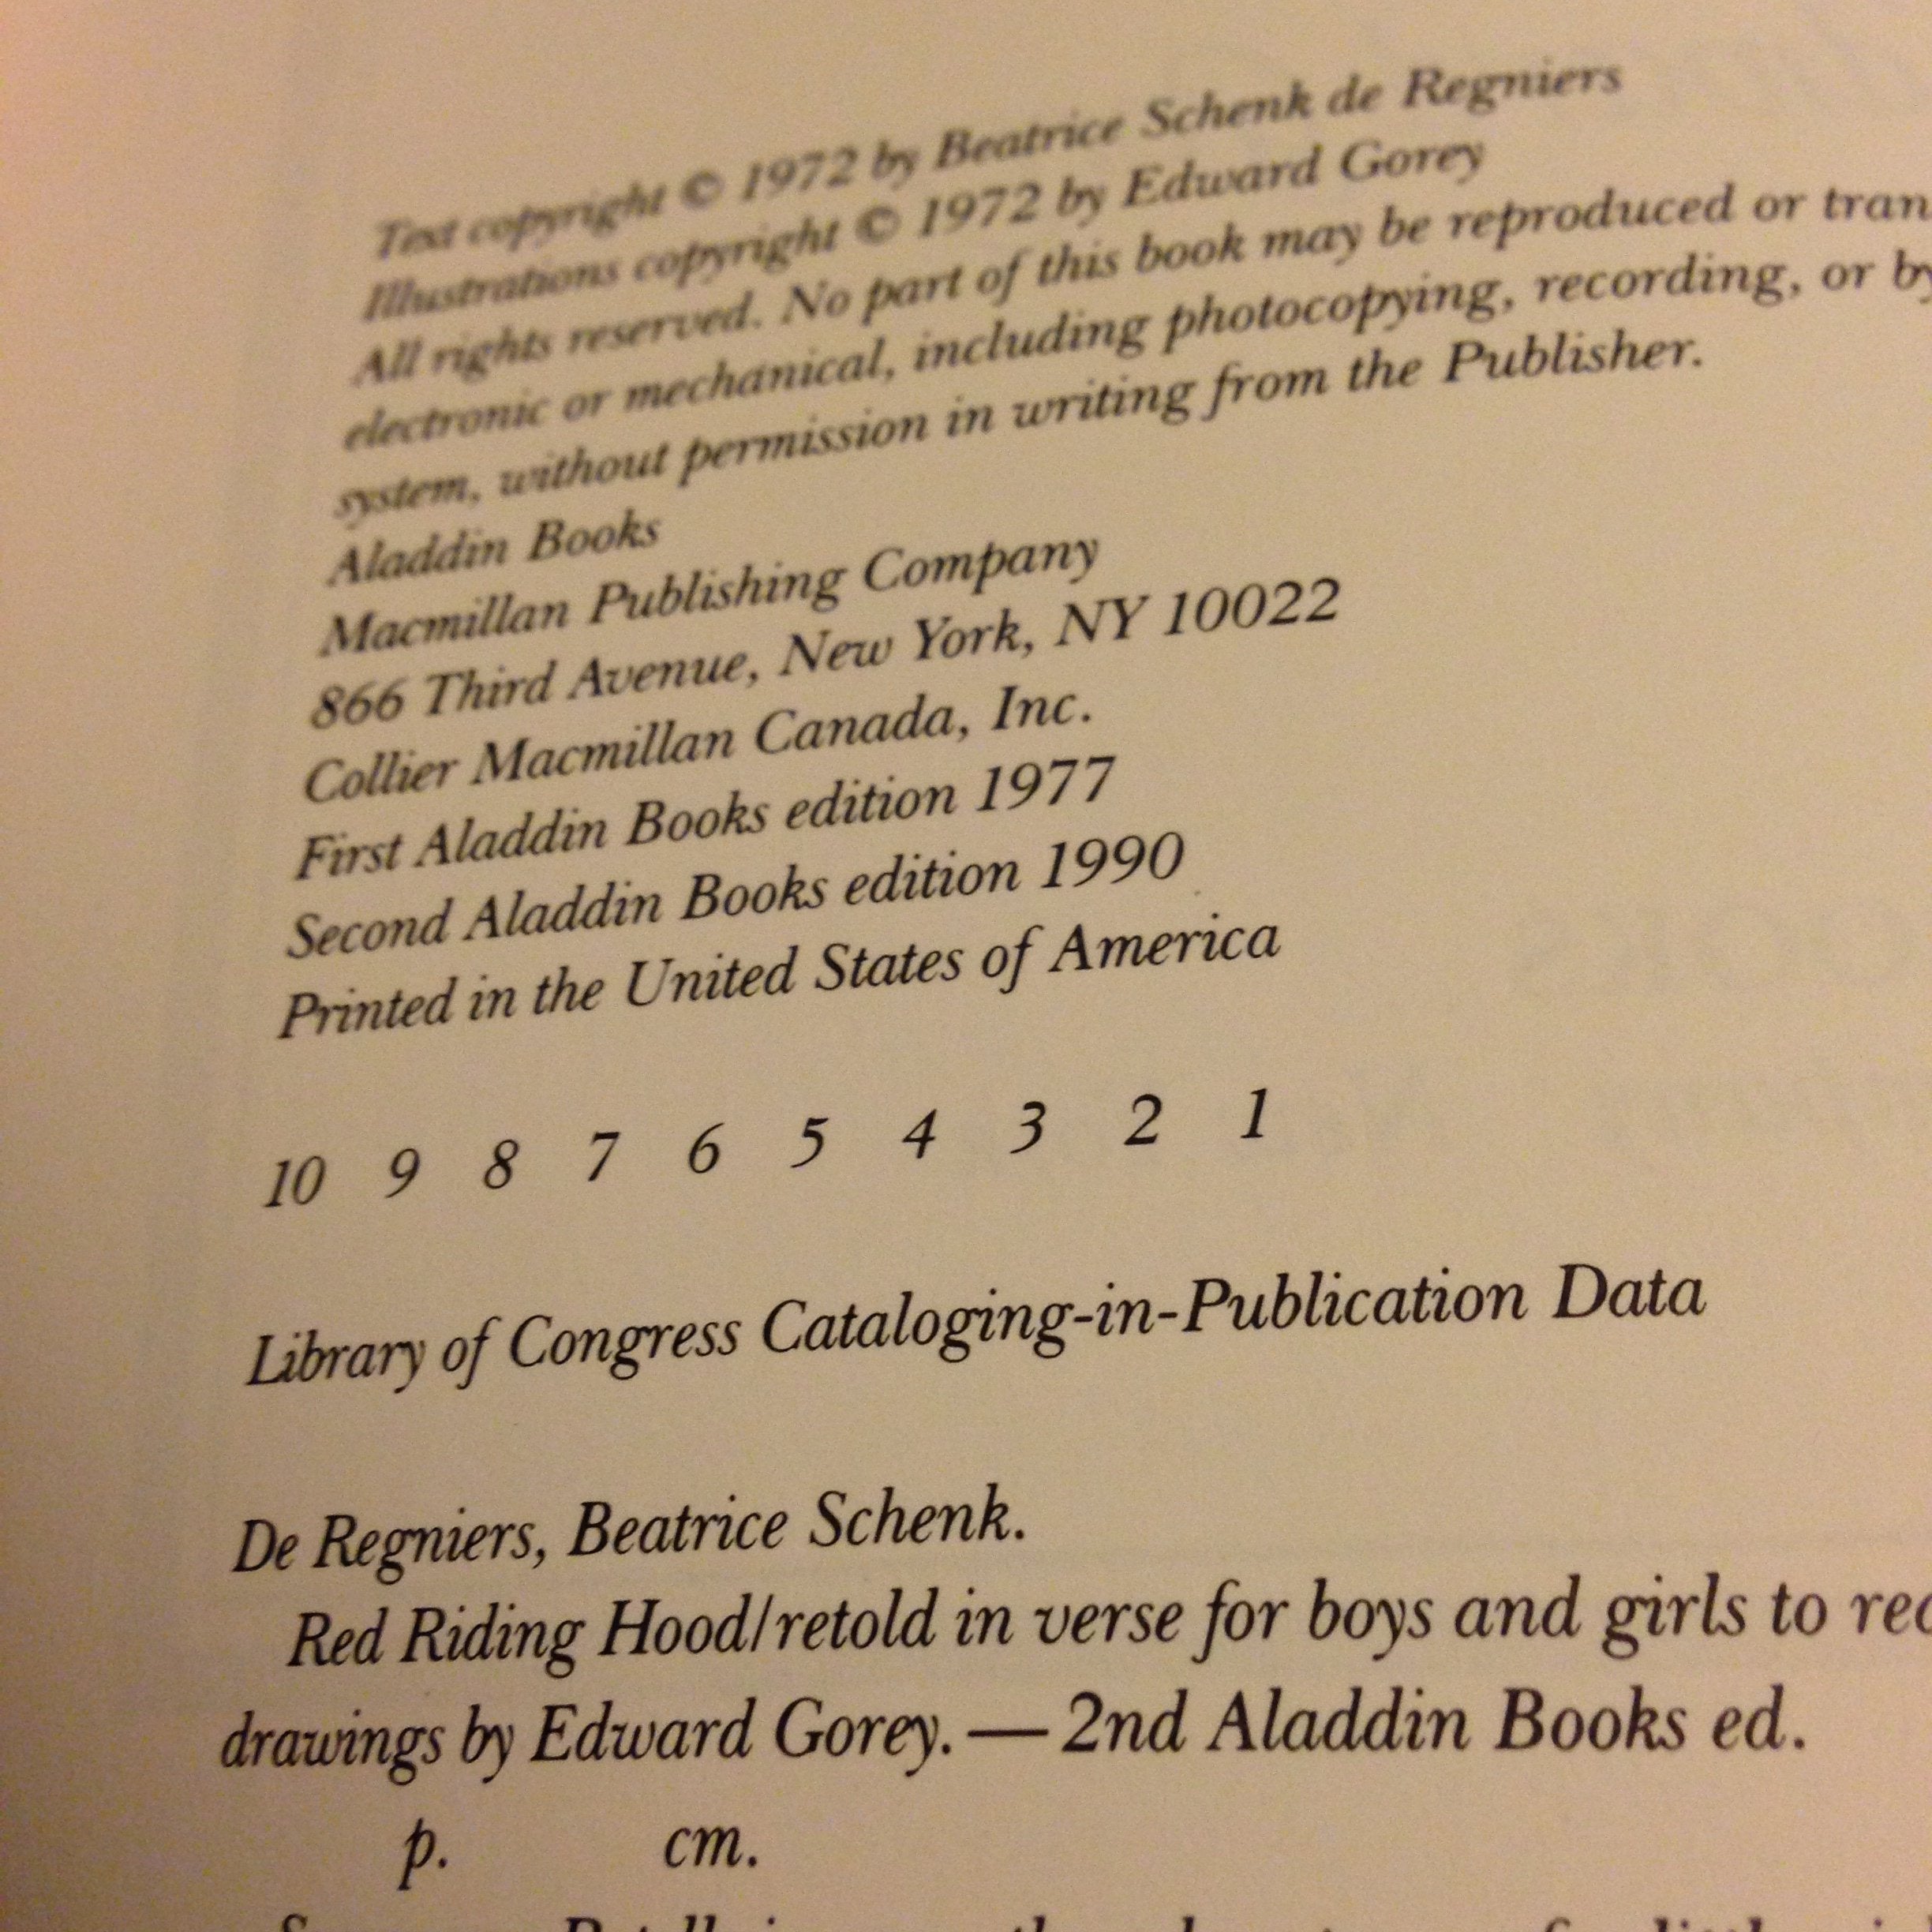 Text copyright © 1972 by Beatrice Schenk de Regniers
Illustrations copyright © 1972 by Edward Gorey
All rights reserved. No part of this book may be reproduced or
electronic or mechanical, including photocopying, recording, or
system, without permission in writing from the Publisher.
Aladdin Books
Macmillan Publishing Company
866 Third Avenue, New York, NY 10022
Collier Macmillan Canada, Inc.
First Aladdin Books edition 1977
Second Aladdin Books edition 1990
Printed in the United States of America
10 9 8 7 6 5 4 3 2 1
Library of Congress Cataloging-in-Publication Data
De Regniers, Beatrice Schenk.
Red Riding Hood/retold in verse for boys and girls to
drawings by Edward Gorey. — 2nd Aladdin Books ed.
p. cm.